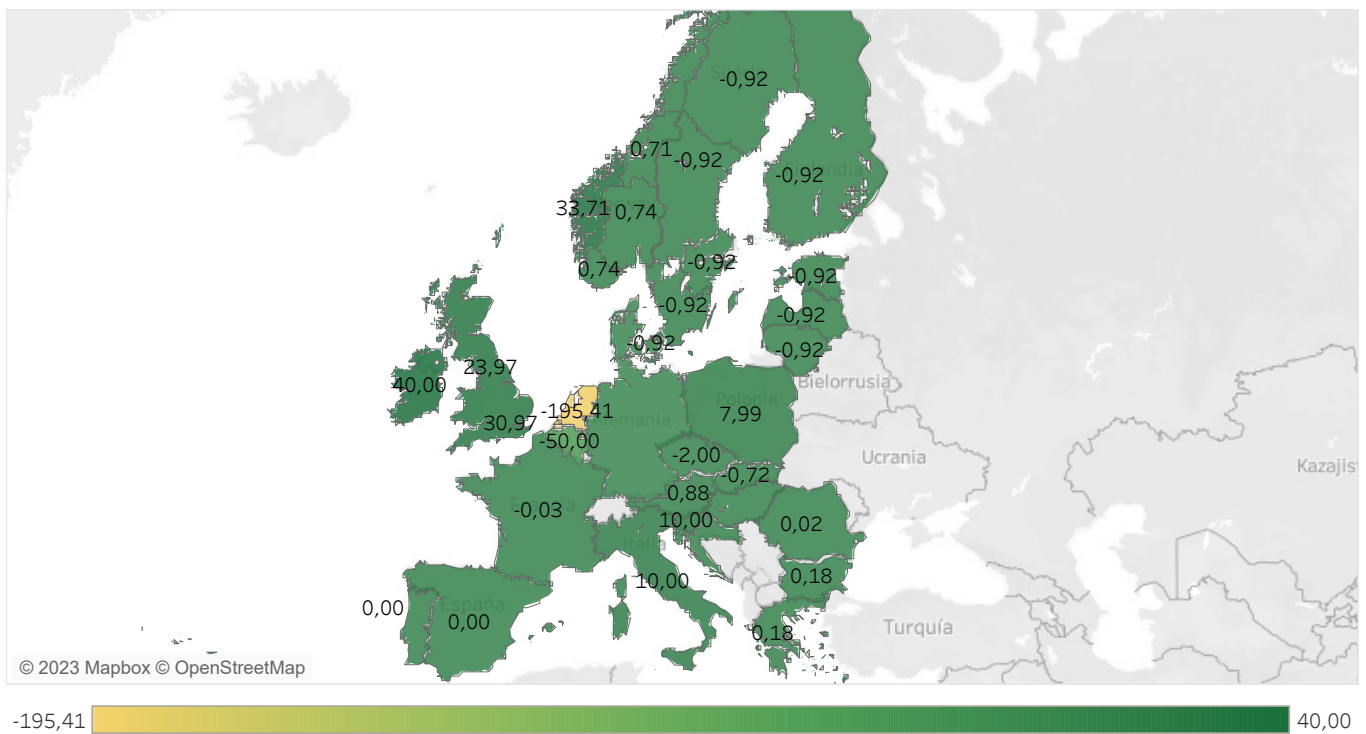 Suecia
-0,92
0,71
-0,92
Finlandia
-0,92
33,71
0,74
0,74
-0,92
-0,92
-0,92
-0,92
-0,92
-0,92
23,97
40,00
Bielorrusia
Polonia
-195,41
7,99
Alemania
30,97
-50,00
-2,00
Ucrania
Kazajis
-0,72
0,88
Francia
-0,03
10,00
0,02
Italia
10,00
0,18
España
0,00
0,00
Turquía
0,18
© 2023 Mapbox © OpenStreetMap
-195,41
40,00